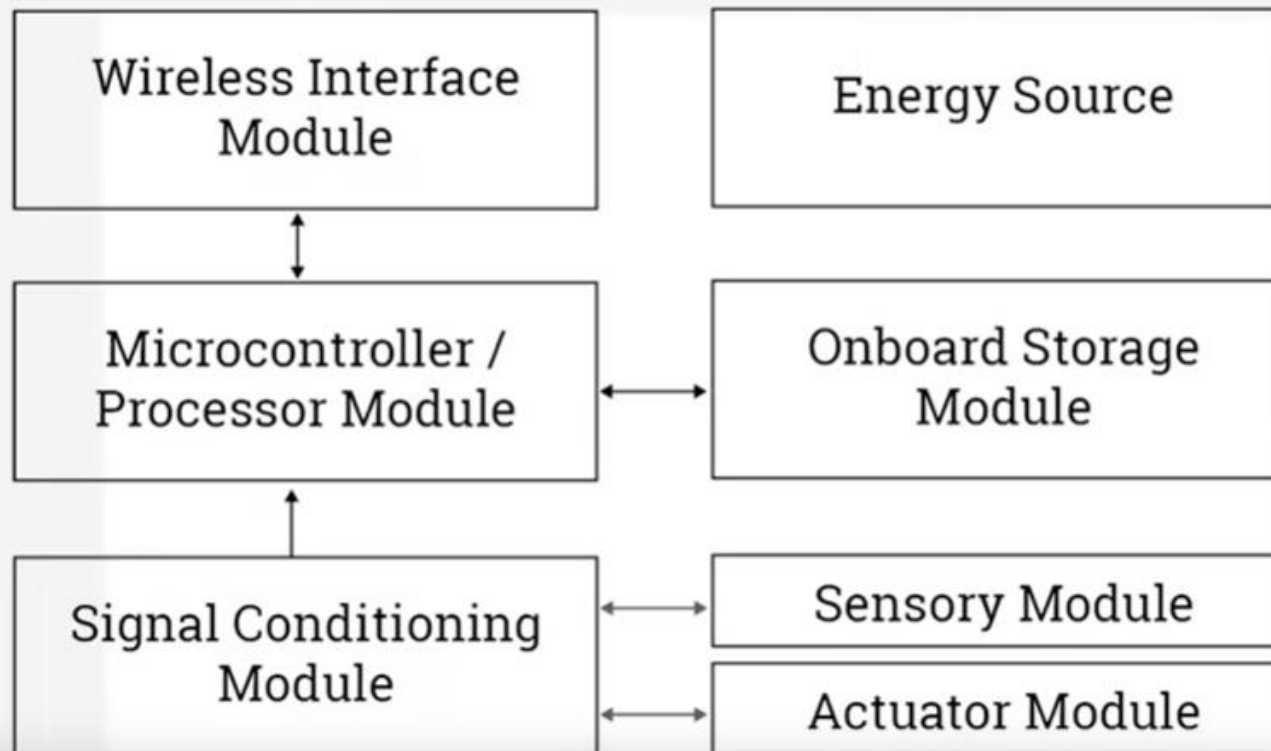 Wireless Interface
Module
Energy Source
Microcontroller /
Processor Module
Onboard Storage
Module
Signal Conditioning
Module
Sensory Module
Actuator Module